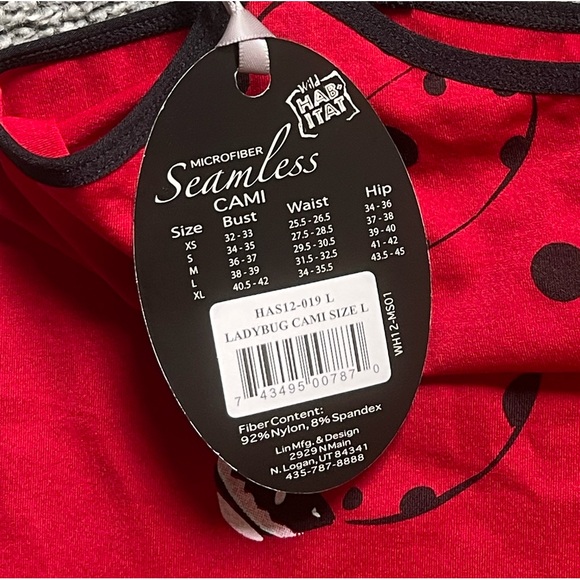 Wild
HAB·
ITAT
MICROFIBER
Seamless
CAMI
Size Bust Waist Hip
XS 32 - 33 25.5 - 26.5 34 - 36
S 34 - 35 27.5 - 28.5 37 - 38
M 36 - 37 29.5 - 30.5 39 - 40
L 38 - 39 31.5 - 32.5 41 - 42
XL 40.5 - 42 34 - 35.5 43.5 - 45
HAS12-019 L
LADYBUG CAMI SIZE L
7 43495 00787 0
WH12-MS01
Fiber Content:
92% Nylon, 8% Spandex
Lin Mfg. & Design
2929 N Main
N. Logan, UT 84341
435-787-8888